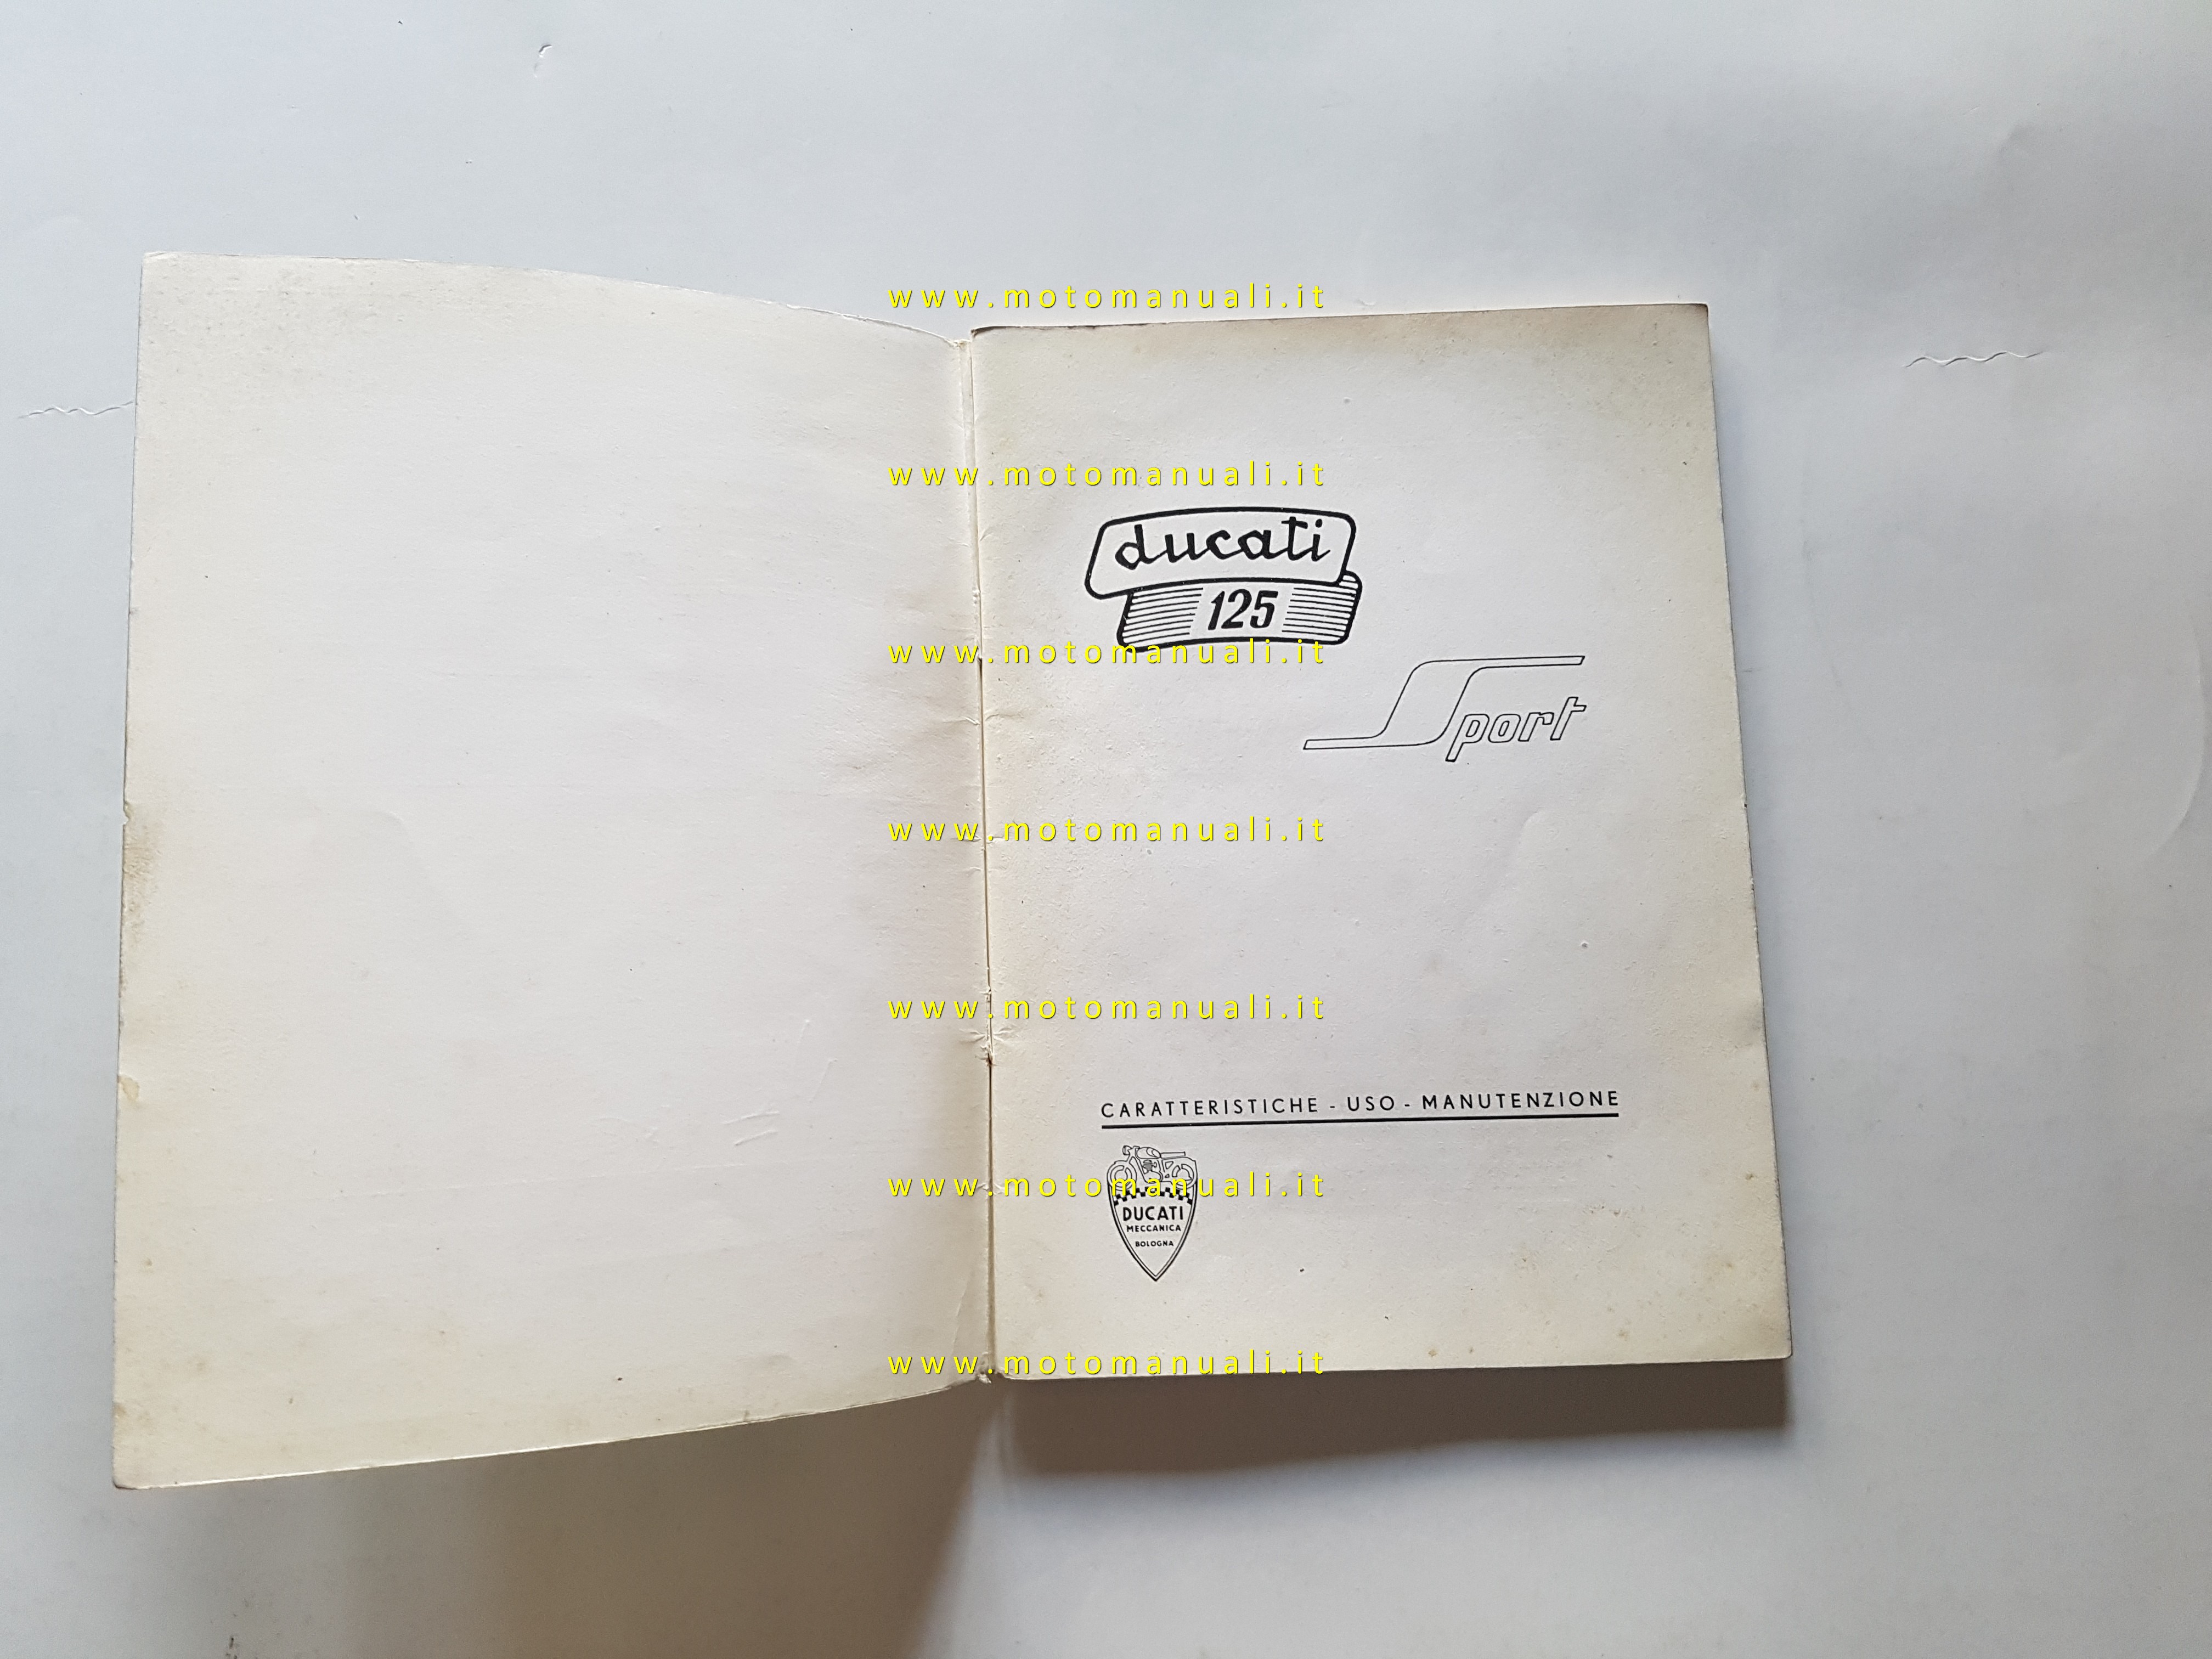 www.motomanuali.it
www.motomanuali.it
ducati
125
www.motomanuali.it
Sport
www.motomanuali.it
www.motomanuali.it
CARATTERISTICHE - USO - MANUTENZIONE
www.motomanuali.it
DUCATI
MECCANICA
BOLOGNA
www.motomanuali.it